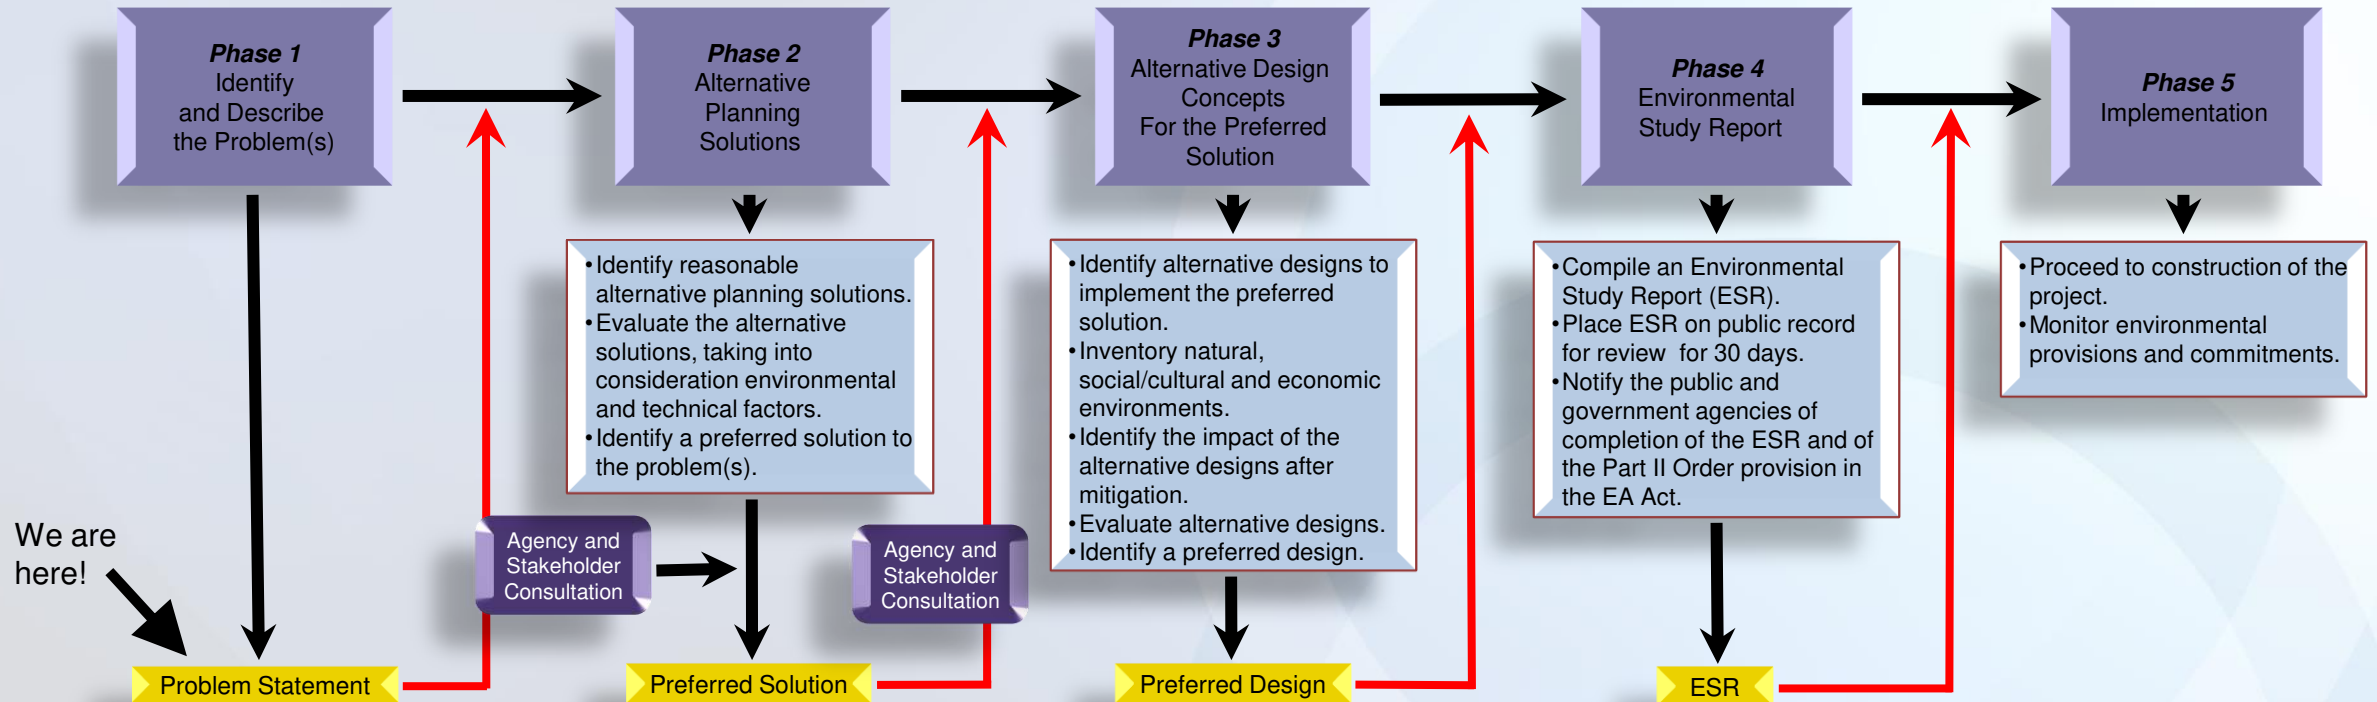 Phase 1
Identify
and Describe
the Problem(s)
Phase 2
Alternative
Planning
Solutions
Phase 3
Alternative Design
Concepts
For the Preferred
Solution
Phase 4
Environmental
Study Report
Phase 5
Implementation
•Identify reasonable
alternative planning solutions.
•Evaluate the alternative
solutions, taking into
consideration environmental
and technical factors.
•Identify a preferred solution to
the problem(s).
•Identify alternative designs to
implement the preferred
solution.
•Inventory natural,
social/cultural and economic
environments.
•Identify the impact of the
alternative designs after
mitigation.
•Evaluate alternative designs.
•Identify a preferred design.
•Compile an Environmental
Study Report (ESR).
•Place ESR on public record
for review for 30 days.
•Notify the public and
government agencies of
completion of the ESR and of
the Part II Order provision in
the EA Act.
•Proceed to construction of the
project.
•Monitor environmental
provisions and commitments.
We are
here!
Agency and
Stakeholder
Consultation
Agency and
Stakeholder
Consultation
Problem Statement
Preferred Solution
Preferred Design
ESR